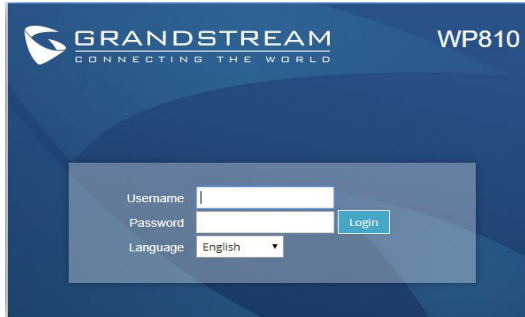 GRANDSTREAM
CONNECTING THE WORLD
WP810
Username
Password
Login
Language English